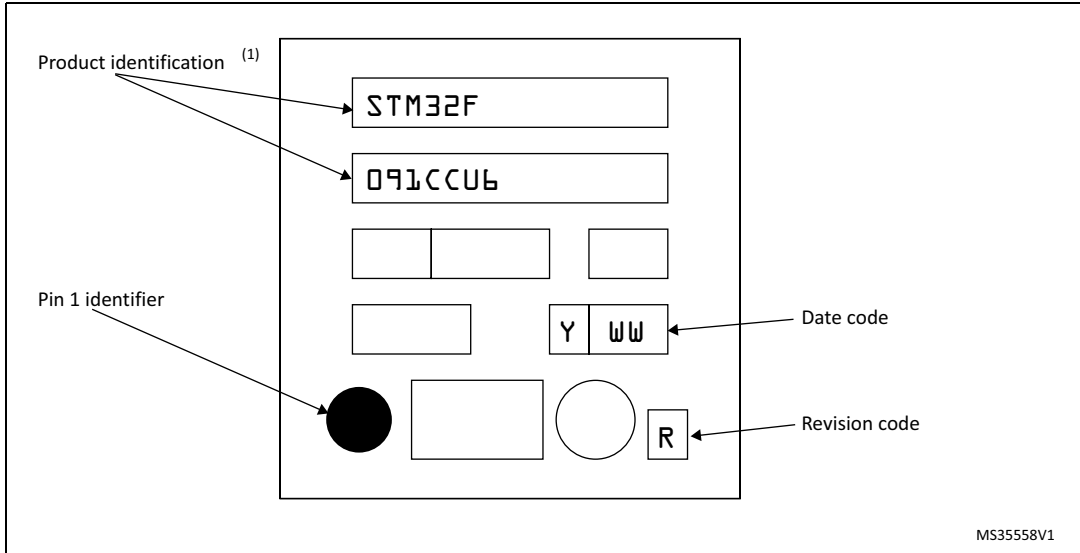 Product identification (1)
STM32F
091CCU6
Pin 1 identifier
Y WW
Date code
R
Revision code
MS35558V1